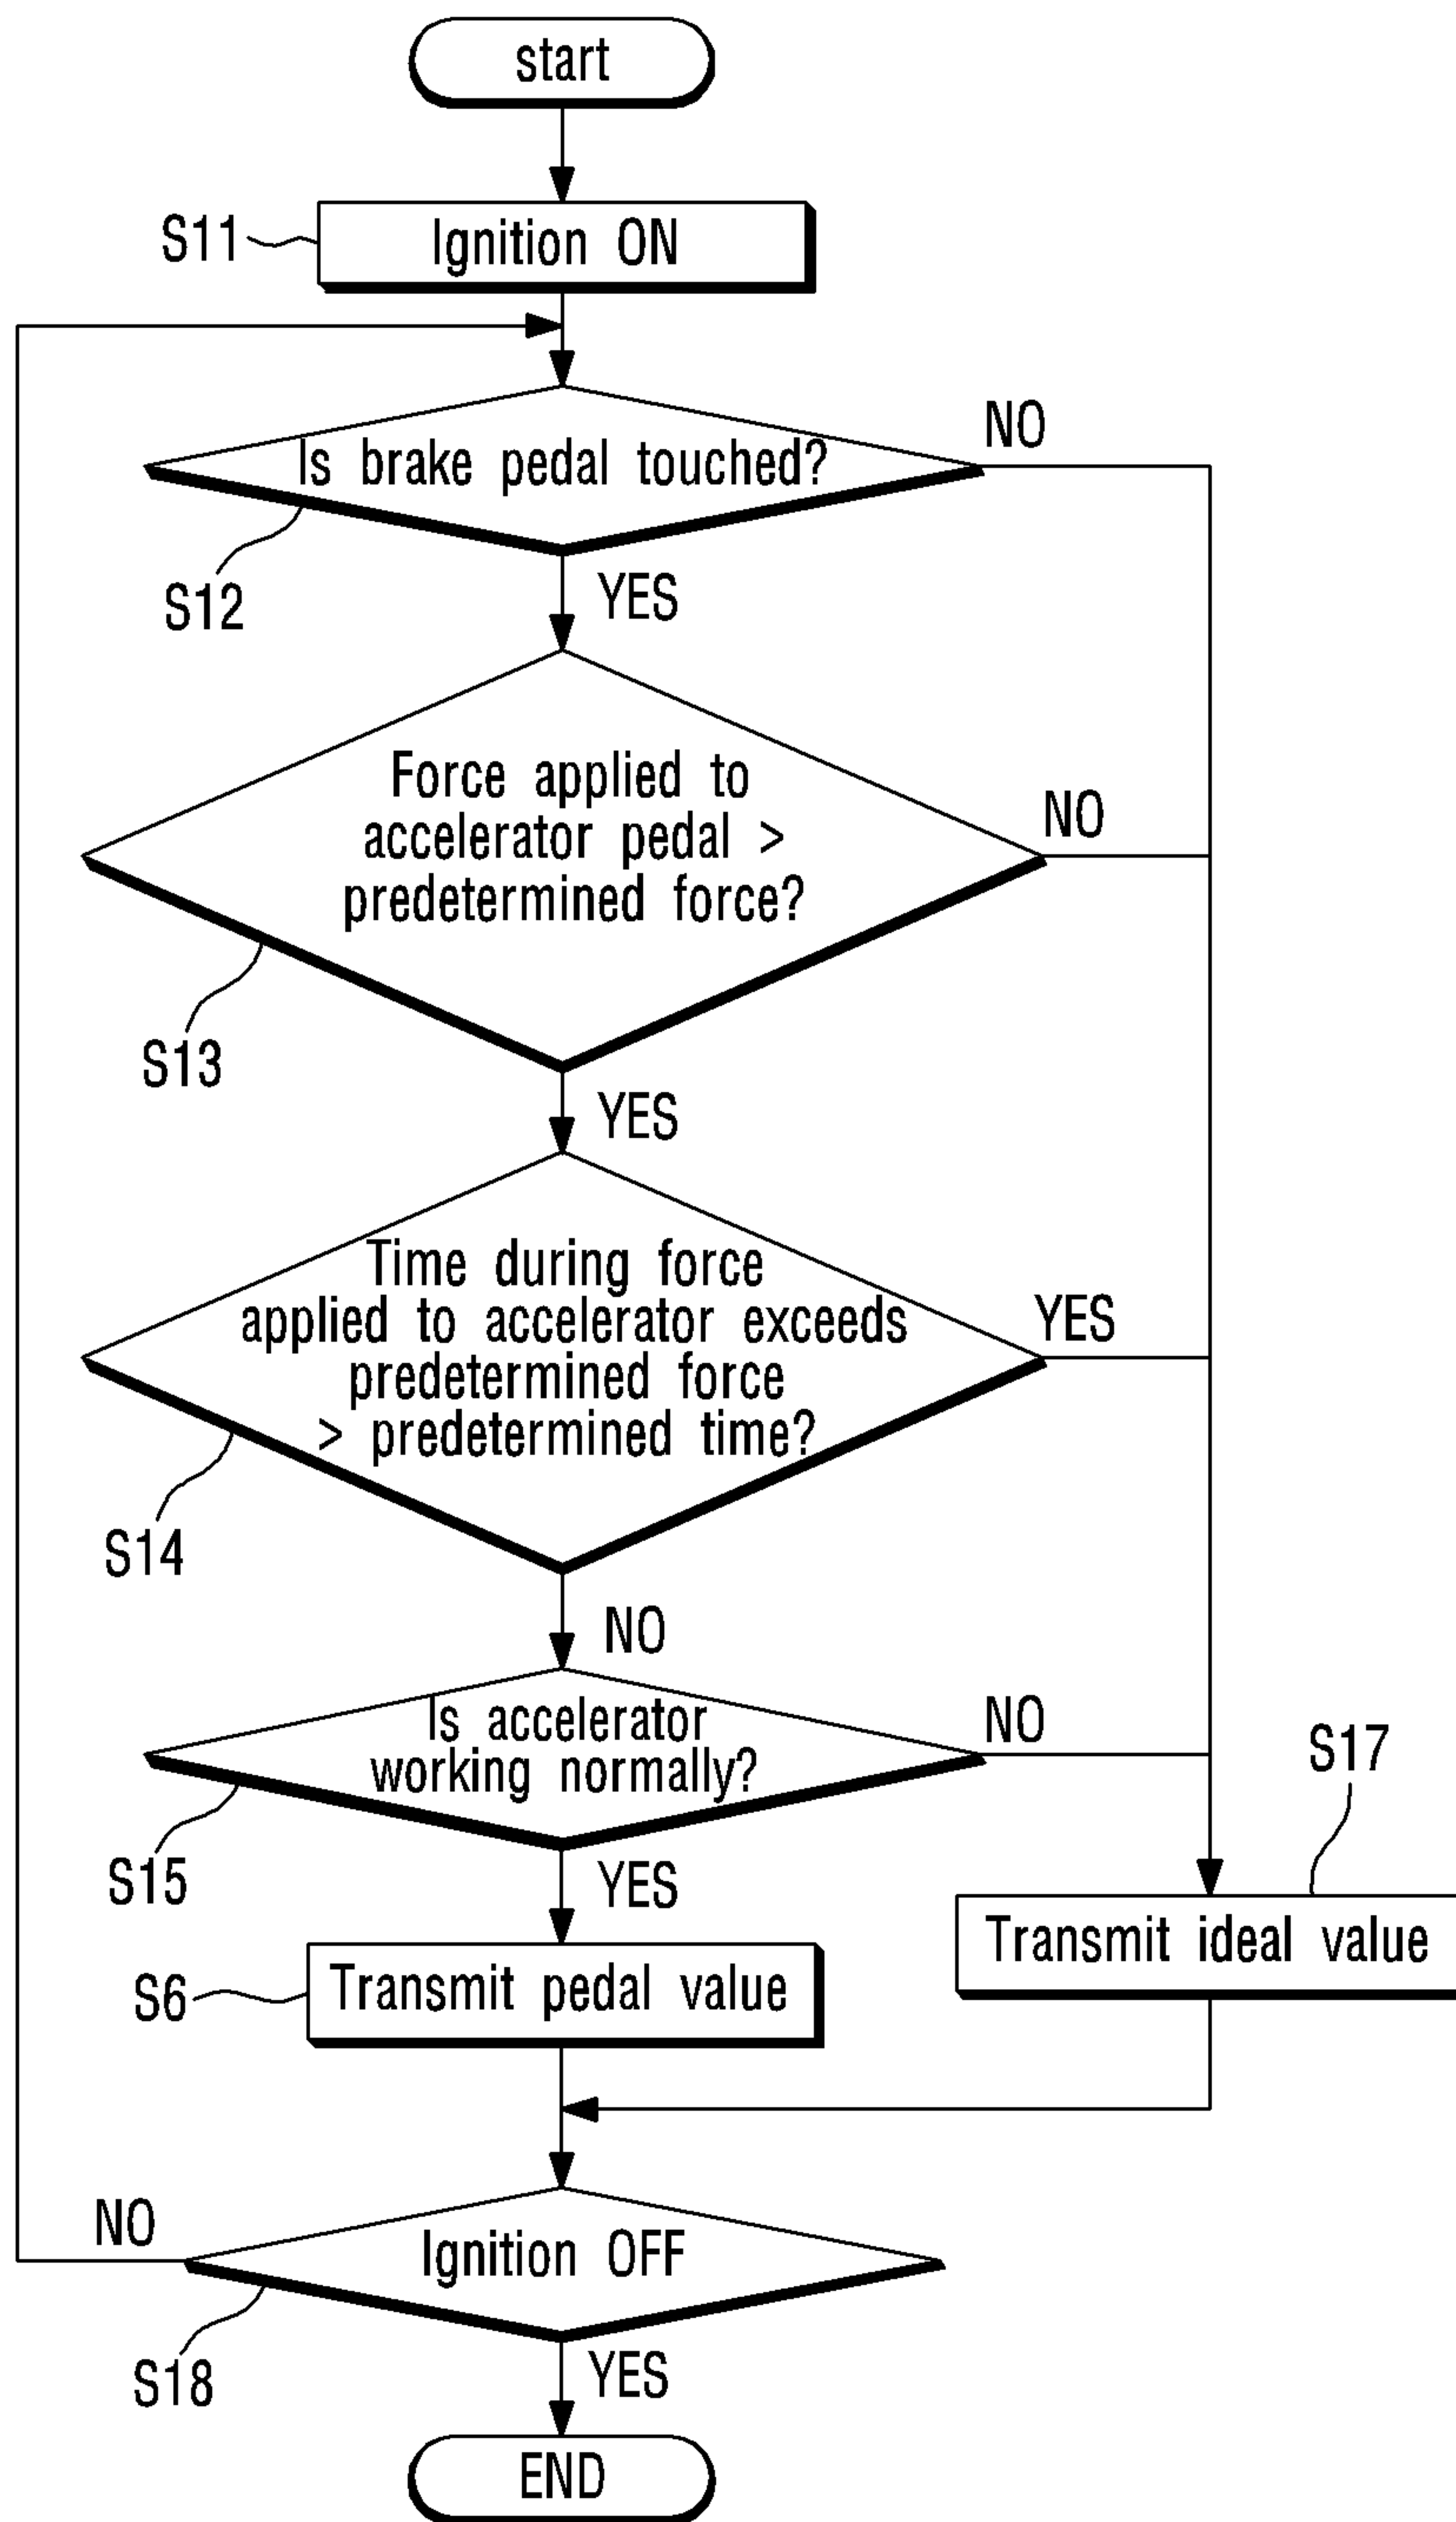 start
S11
Ignition ON
Is brake pedal touched?
NO
S12
YES
Force applied to
accelerator pedal >
predetermined force?
NO
S13
YES
Time during force
applied to accelerator exceeds
predetermined force
> predetermined time?
YES
S14
NO
Is accelerator
working normally?
NO
S15
YES
S17
Transmit ideal value
S6
Transmit pedal value
NO
Ignition OFF
S18
YES
END